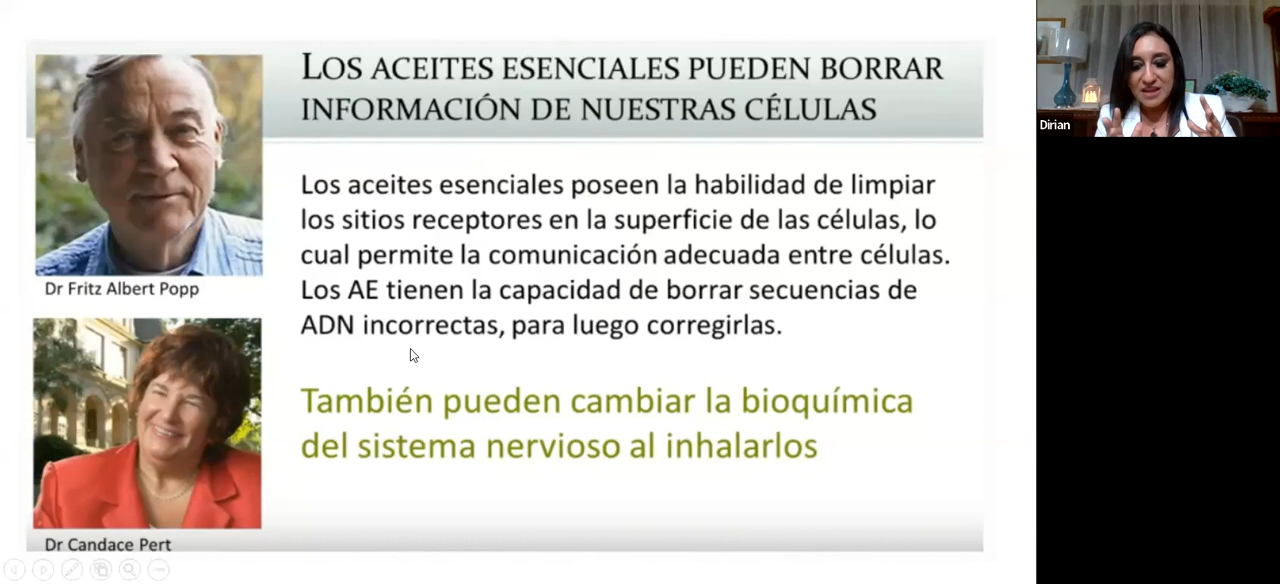 LOS ACEITES ESENCIALES PUEDEN BORRAR
INFORMACIÓN DE NUESTRAS CÉLULAS
Los aceites esenciales poseen la habilidad de limpiar
los sitios receptores en la superficie de las células, lo
cual permite la comunicación adecuada entre células.
Los AE tienen la capacidad de borrar secuencias de
ADN incorrectas, para luego corregirlas.
También pueden cambiar la bioquímica
del sistema nervioso al inhalarlos
Dr Fritz Albert Popp
Dr Candace Pert
Dirian